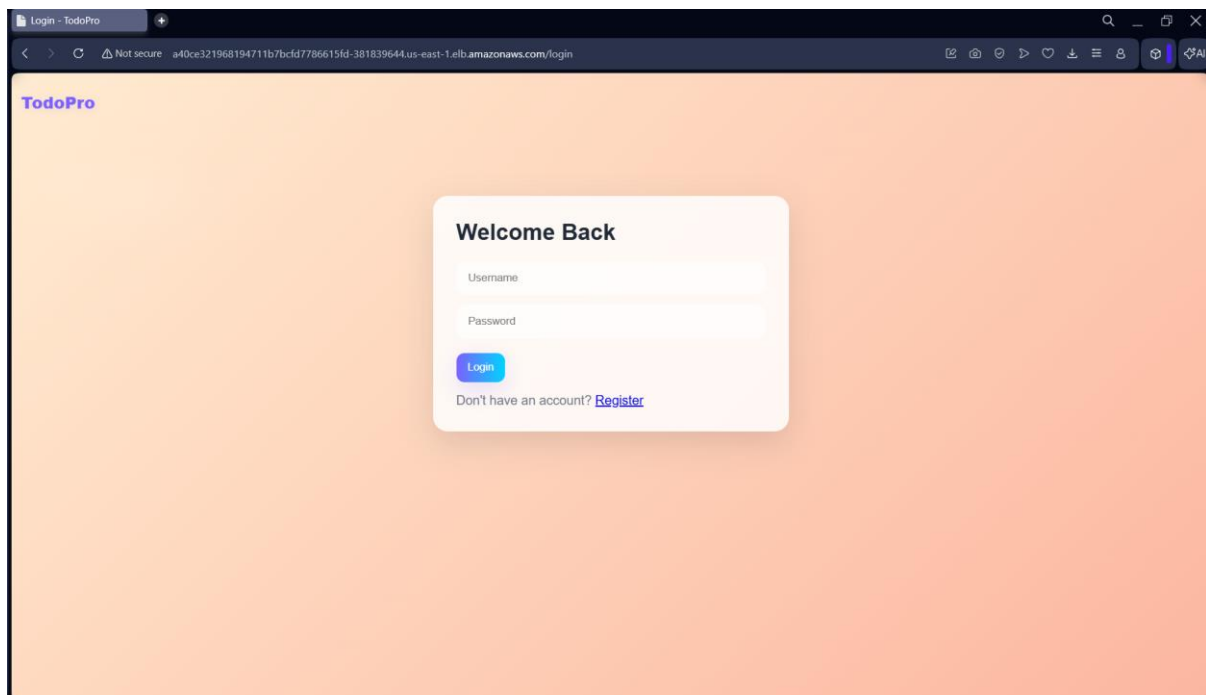 Login - TodoPro
Not secure a40ce321968194711b7bcfd7786615fd-381839644.us-east-1.elb.amazonaws.com/login
AI
TodoPro
Welcome Back
Username
Password
Login
Don't have an account? Register